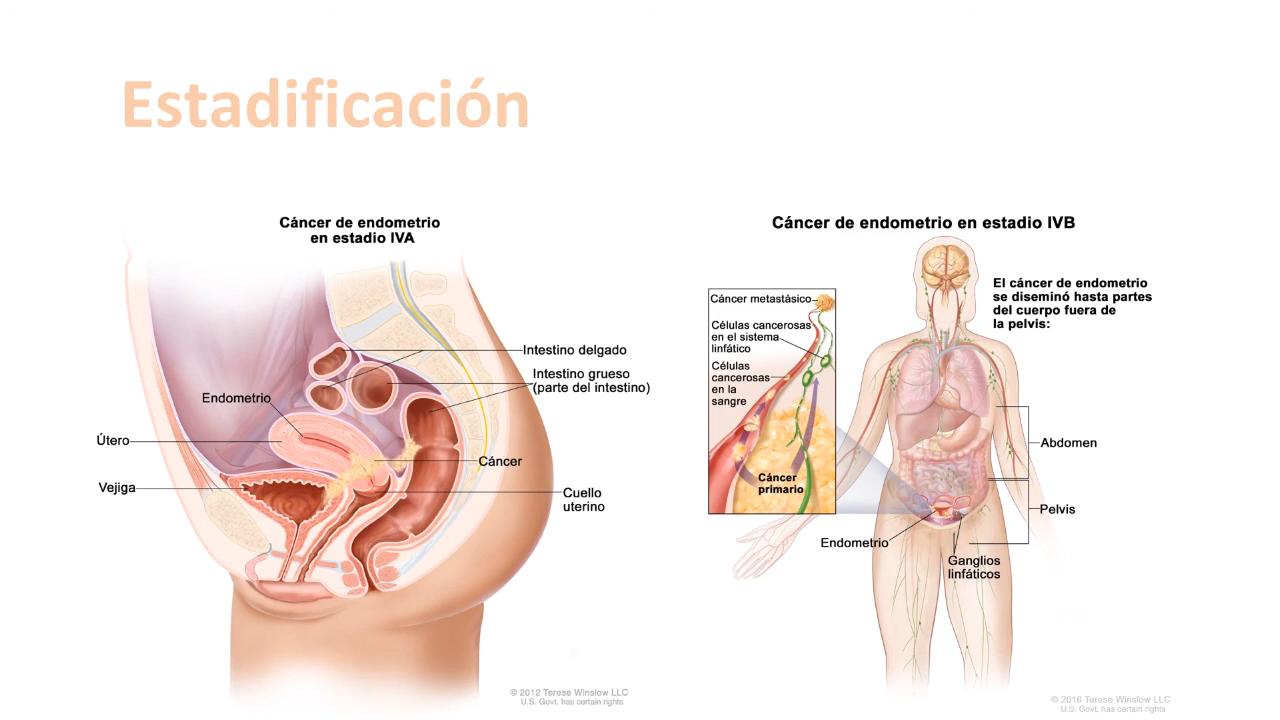 Estadificación
Cáncer de endometrio
en estadio IVA
Intestino delgado
Intestino grueso
(parte del intestino)
Endometrio
Útero
Cáncer
Vejiga
Cuello
uterino
© 2012 Terese Winslow LLC
U.S. Govt. has certain rights
Cáncer de endometrio en estadio IVB
El cáncer de endometrio
se diseminó hasta partes
del cuerpo fuera de
la pelvis:
Cáncer metastásico
Células cancerosas
en el sistema
linfático
Células
cancerosas
en la
sangre
Cáncer
primario
Abdomen
Pelvis
Endometrio
Ganglios
linfáticos
© 2016 Terese Winslow LLC
U.S. Govt. has certain rights